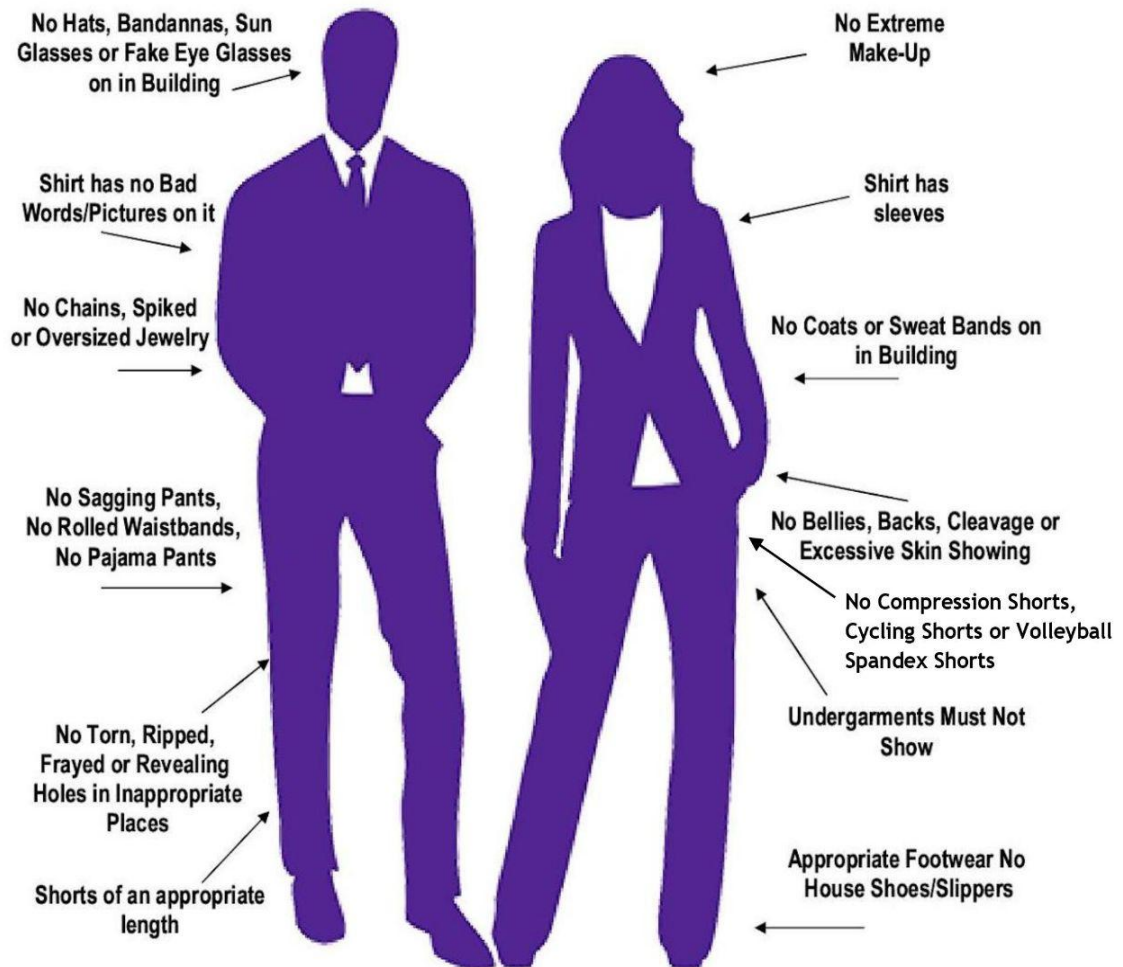 No Hats, Bandannas, Sun
Glasses or Fake Eye Glasses
on in Building
Shirt has no Bad
Words/Pictures on it
No Chains, Spiked
or Oversized Jewelry
No Sagging Pants,
No Rolled Waistbands,
No Pajama Pants
No Torn, Ripped,
Frayed or Revealing
Holes in Inappropriate
Places
Shorts of an appropriate
length
No Extreme
Make-Up
Shirt has
sleeves
No Coats or Sweat Bands on
in Building
No Bellies, Backs, Cleavage or
Excessive Skin Showing
No Compression Shorts,
Cycling Shorts or Volleyball
Spandex Shorts
Undergarments Must Not
Show
Appropriate Footwear No
House Shoes/Slippers